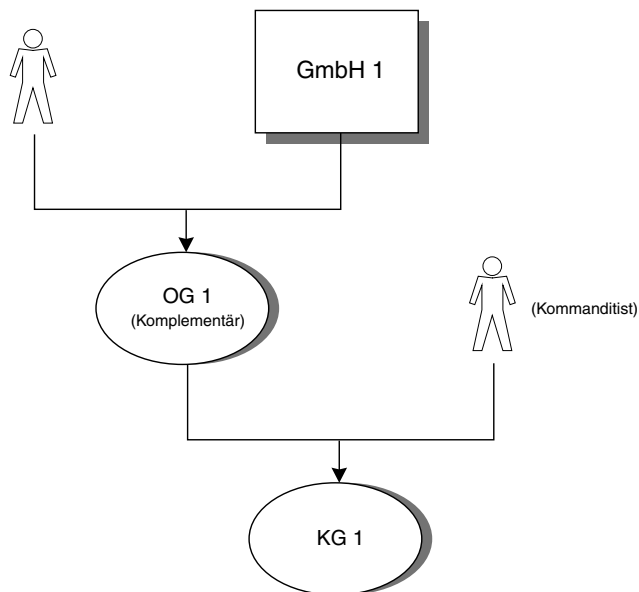 GmbH 1
OG 1
(Komplementär)
(Kommanditist)
KG 1